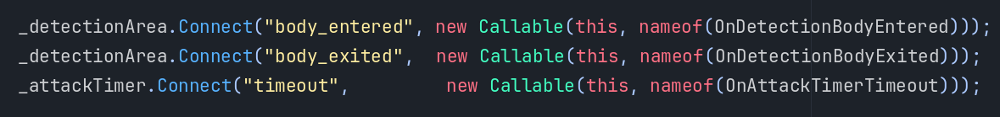 _detectionArea.Connect("body_entered", new Callable(this, nameof(OnDetectionBodyEntered)));
_detectionArea.Connect("body_exited",  new Callable(this, nameof(OnDetectionBodyExited)));
_attackTimer.Connect("timeout",         new Callable(this, nameof(OnAttackTimerTimeout)));